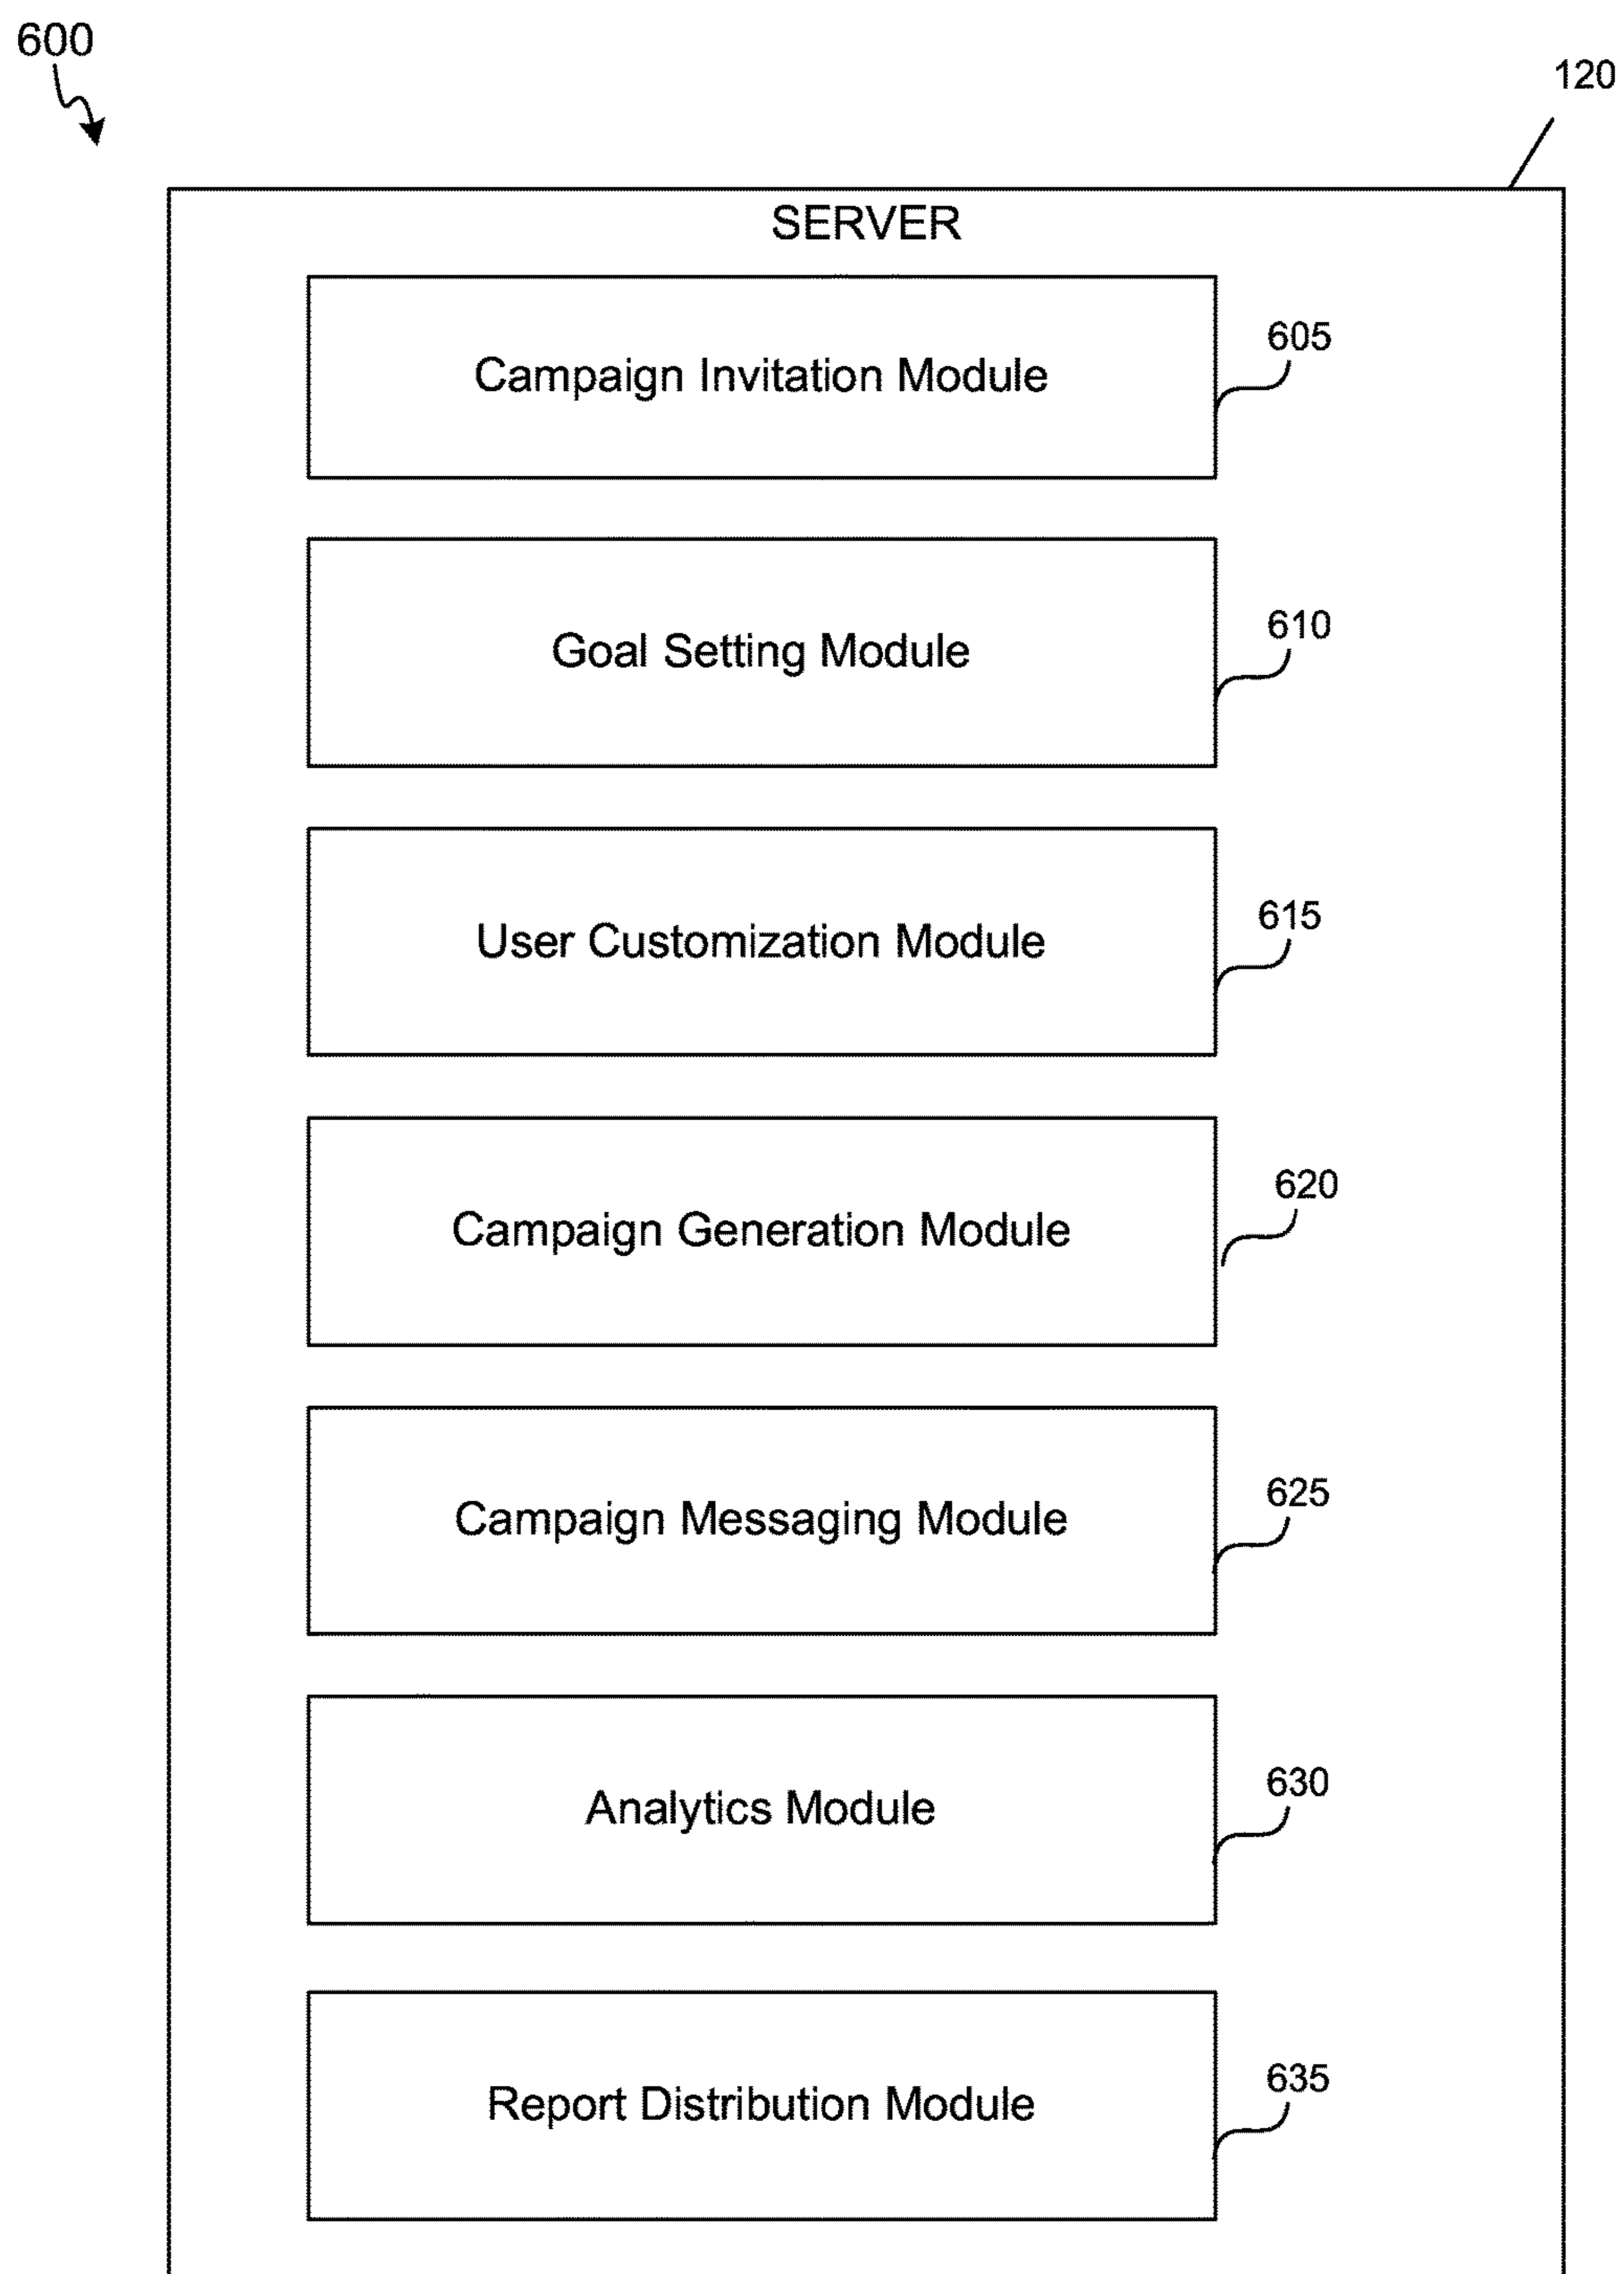 600
120
SERVER
Campaign Invitation Module
605
Goal Setting Module
610
User Customization Module
615
Campaign Generation Module
620
Campaign Messaging Module
625
Analytics Module
630
Report Distribution Module
635